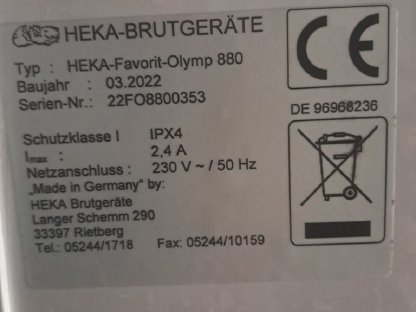 HEKA-BRUTGERÄTE
Typ : HEKA-Favorit-Olymp 880
Baujahr : 03.2022
Serien-Nr.: 22FO8800353
CE
DE 96968236
Schutzklasse I IPX4
Imax : 2,4 A
Netzanschluss : 230 V ~ / 50 Hz
„Made in Germany“ by:
HEKA Brutgeräte
Langer Schemm 290
33397 Rietberg
Tel.: 05244/1718 Fax: 05244/10159